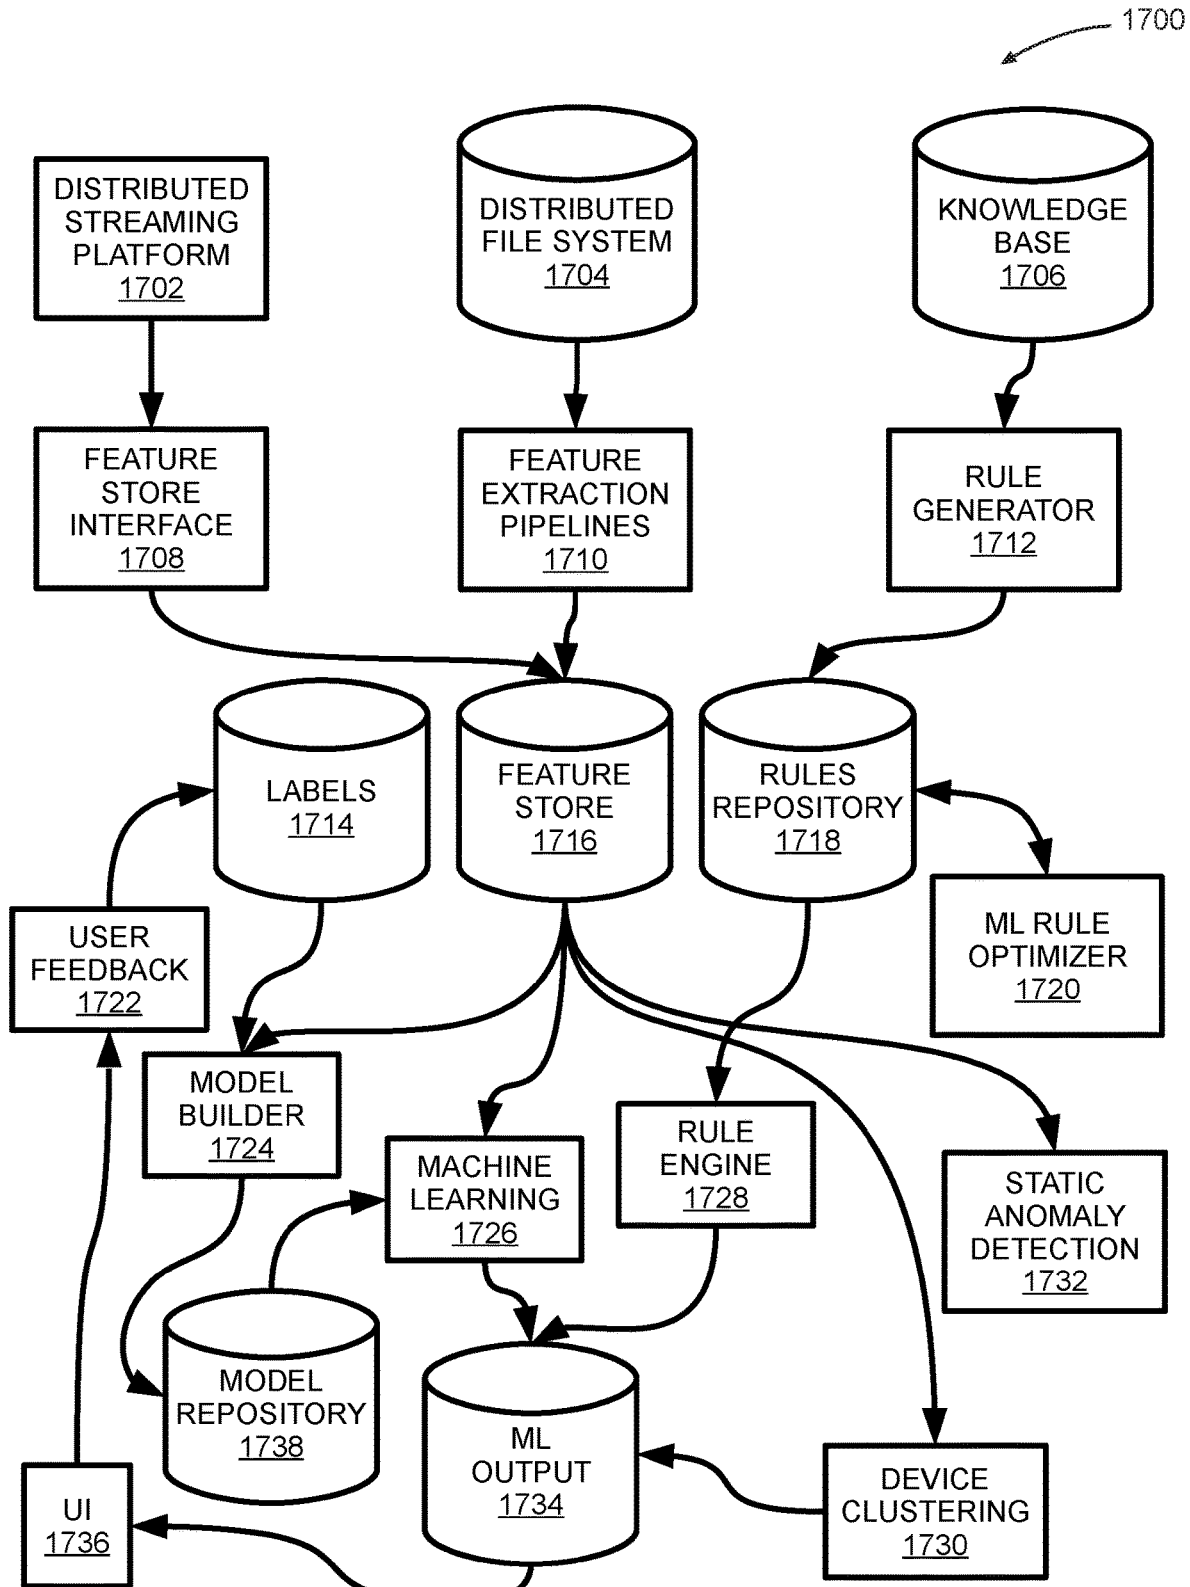 1700
DISTRIBUTED
STREAMING
PLATFORM
1702
DISTRIBUTED
FILE SYSTEM
1704
KNOWLEDGE
BASE
1706
FEATURE
STORE
INTERFACE
1708
FEATURE
EXTRACTION
PIPELINES
1710
RULE
GENERATOR
1712
LABELS
1714
FEATURE
STORE
1716
RULES
REPOSITORY
1718
ML RULE
OPTIMIZER
1720
USER
FEEDBACK
1722
MODEL
BUILDER
1724
MACHINE
LEARNING
1726
RULE
ENGINE
1728
STATIC
ANOMALY
DETECTION
1732
MODEL
REPOSITORY
1738
ML
OUTPUT
1734
DEVICE
CLUSTERING
1730
UI
1736